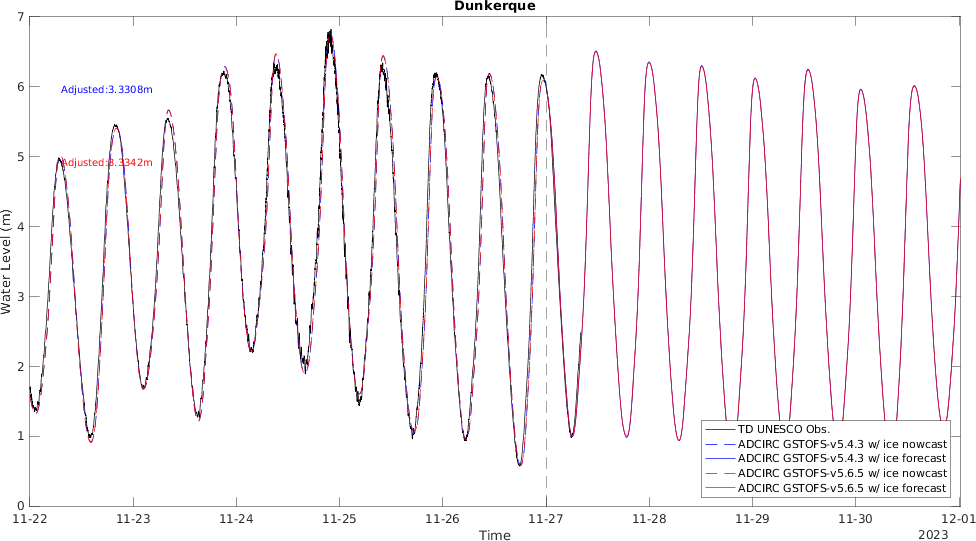 Dunkerque
7
6
5
4
3
2
1
0
Water Level (m)
Adjusted:3.3308m
Adjusted:3.3342m
TD UNESCO Obs.
ADCIRC GSTOFS-v5.4.3 w/ ice nowcast
ADCIRC GSTOFS-v5.4.3 w/ ice forecast
ADCIRC GSTOFS-v5.6.5 w/ ice nowcast
ADCIRC GSTOFS-v5.6.5 w/ ice forecast
11-22 11-23 11-24 11-25 11-26 11-27 11-28 11-29 11-30 12-01
Time
2023